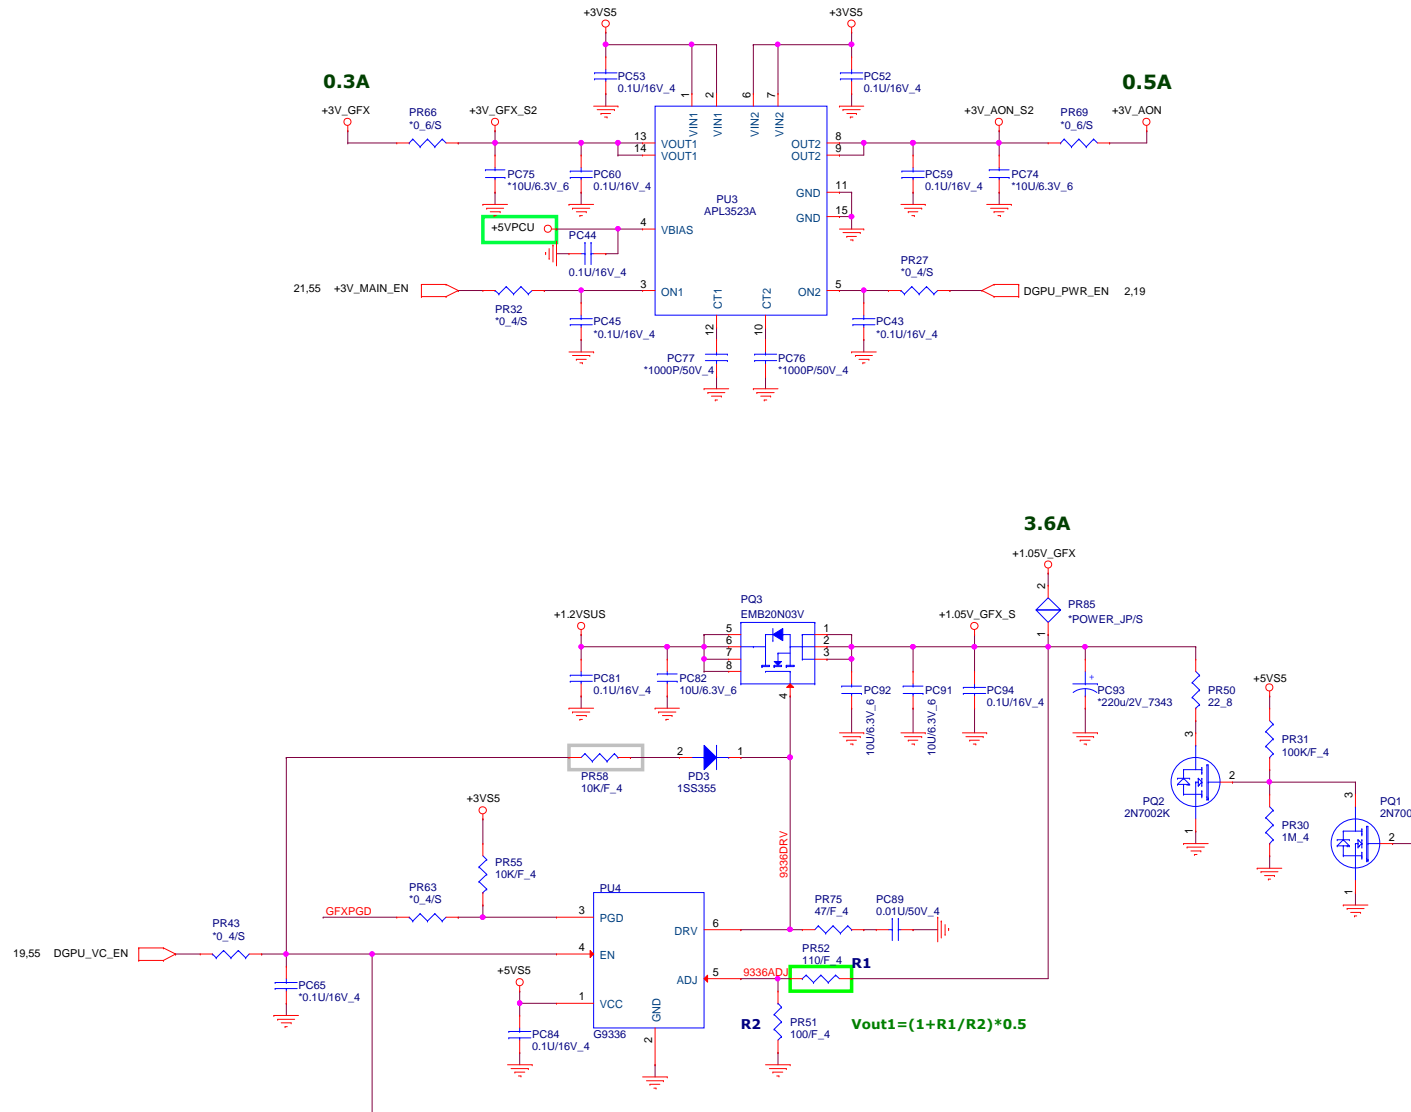 +3VS5
+3VS5
0.3A
0.5A
PC53
0.1U/16V_4
PC52
0.1U/16V_4
1
2
6
7
+3V_GFX
PR66
*0_6/S
+3V_GFX_S2
+3V_AON_S2
PR69
*0_6/S
+3V_AON
VIN1
VIN1
VIN2
VIN2
13
VOUT1
14
VOUT1
8
OUT2
9
OUT2
PC75
*10U/6.3V_6
PC60
0.1U/16V_4
PC59
0.1U/16V_4
PC74
*10U/6.3V_6
PU3
APL3523A
GND
11
GND
15
+5VPCU
4
VBIAS
PC44
0.1U/16V_4
21,55 +3V_MAIN_EN
PR32
*0_4/S
3
ON1
CT1
CT2
ON2
5
PR27
*0_4/S
DGPU_PWR_EN 2,19
PC45
*0.1U/16V_4
PC43
*0.1U/16V_4
12
10
PC77
*1000P/50V_4
PC76
*1000P/50V_4
3.6A
+1.05V_GFX
2
PR85
*POWER_JP/S
1
+1.2VSUS
PQ3
EMB20N03V
+1.05V_GFX_S
5
6
7
8
1
2
3
4
PC81
0.1U/16V_4
PC82
10U/6.3V_6
PC92
10U/6.3V_6
PC91
10U/6.3V_6
PC94
0.1U/16V_4
+
PC93
*220u/2V_7343
PR50
22_8
+5VS5
PR31
100K/F_4
3
2
PQ2
2N7002K
1
PR30
1M_4
3
PQ1
2N700
2
1
PR58
10K/F_4
2
PD3
1SS355
1
9336DRV
+3VS5
PR55
10K/F_4
PR63
*0_4/S
GFXPGD
PU4
3
PGD
DRV
6
PR75
47/F_4
PC89
0.01U/50V_4
PR43
*0_4/S
19,55 DGPU_VC_EN
4
EN
PR52
110/F_4
R1
9336ADJ
ADJ
5
PC65
*0.1U/16V_4
+5VS5
1
VCC
GND
G9336
2
PC84
0.1U/16V_4
R2
PR51
100/F_4
Vout1=(1+R1/R2)*0.5